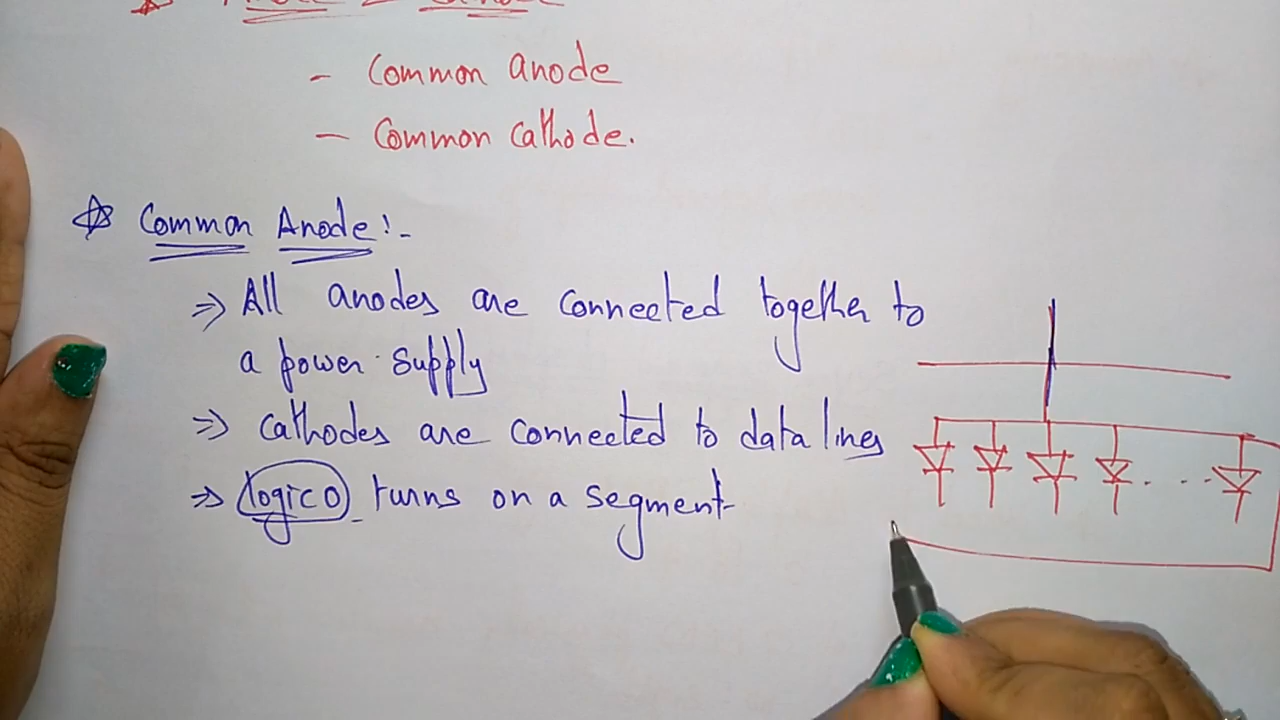 - Common anode
- Common Cathode.
☆ Common Anode :-
⇒ All anodes are connected together to
a power supply
⇒ Cathodes are connected to data lines
⇒ logic 0 turns on a segment